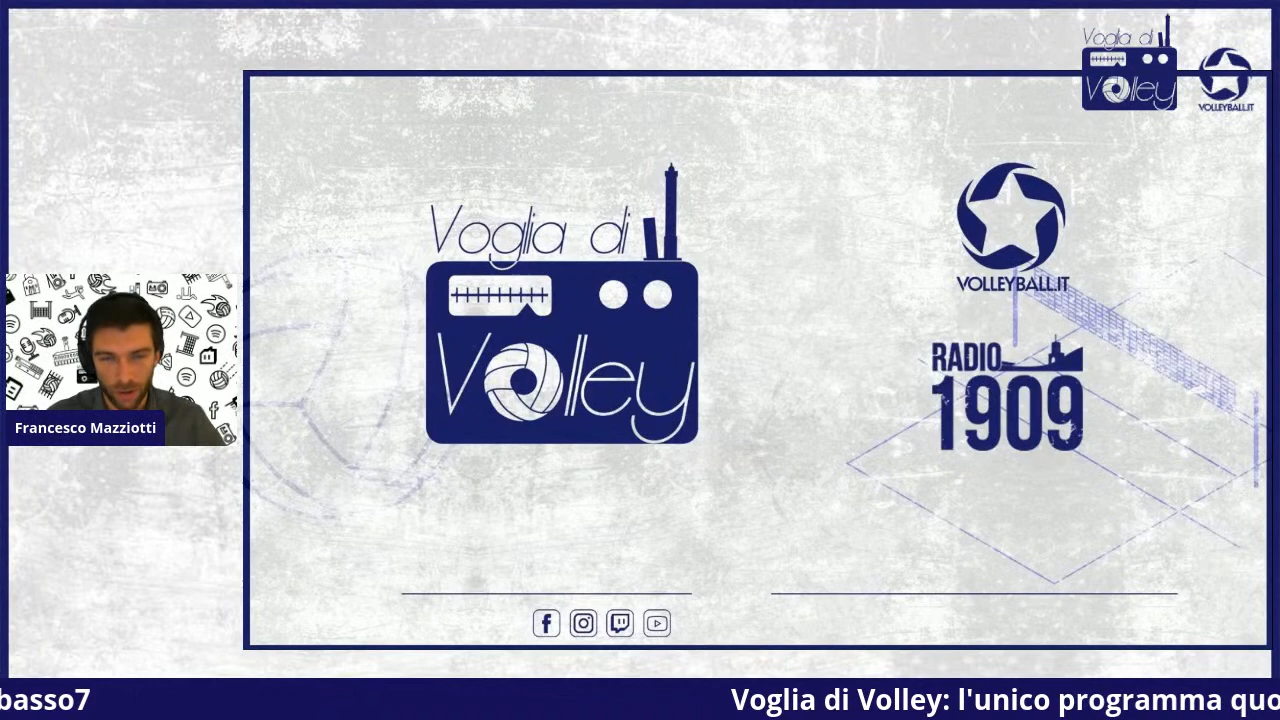 Voglia di
Volley
VOLLEYBALL.IT
Voglia di
Volley
VOLLEYBALL.IT
RADIO
1909
Francesco Mazziotti
basso7
Voglia di Volley: l'unico programma quo